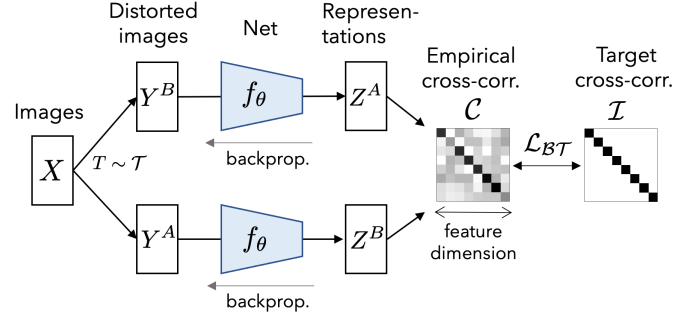 Distorted
images
Net
Represen-
tations
Images
X
T ∼ 𝒯
Y^B
f_θ
Z^A
backprop.
Y^A
f_θ
Z^B
backprop.
Empirical
cross-corr.
𝒞
feature
dimension
ℒ_ℬ𝒯
Target
cross-corr.
ℐ